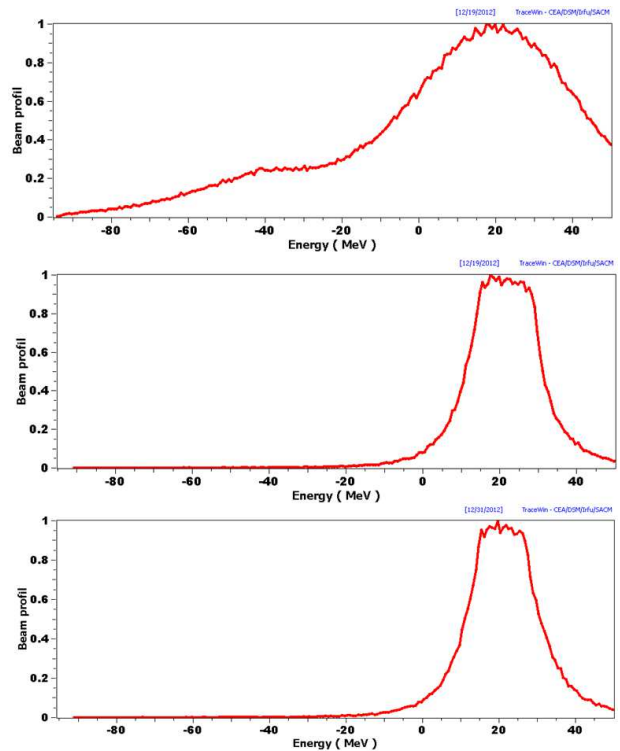 [12/19/2012] TraceWin - CEA/DSM/Irfu/SACM
1
0.8
0.6
0.4
0.2
0
Beam profil
-80 -60 -40 -20 0 20 40
Energy ( MeV )
[12/19/2012] TraceWin - CEA/DSM/Irfu/SACM
1
0.8
0.6
0.4
0.2
0
Beam profil
-80 -60 -40 -20 0 20 40
Energy ( MeV )
[12/31/2012] TraceWin - CEA/DSM/Irfu/SACM
1
0.8
0.6
0.4
0.2
0
Beam profil
-80 -60 -40 -20 0 20 40
Energy ( MeV )